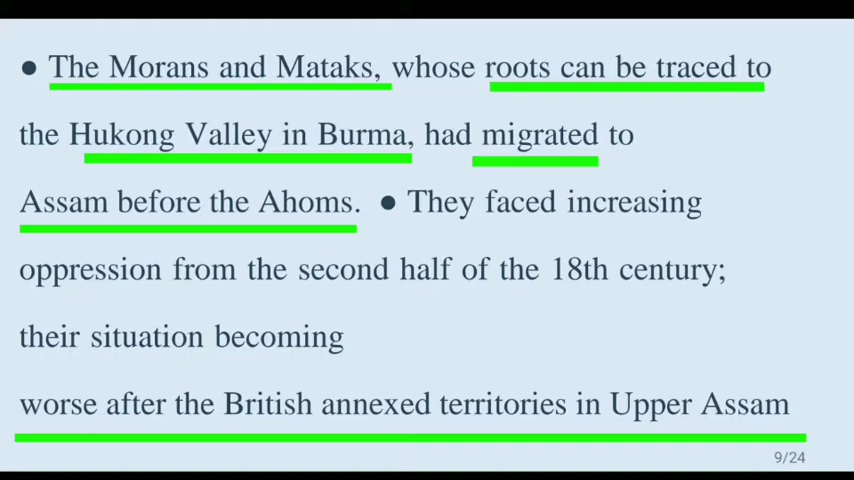 ● The Morans and Mataks, whose roots can be traced to
the Hukong Valley in Burma, had migrated to
Assam before the Ahoms. ● They faced increasing
oppression from the second half of the 18th century;
their situation becoming
worse after the British annexed territories in Upper Assam
9/24